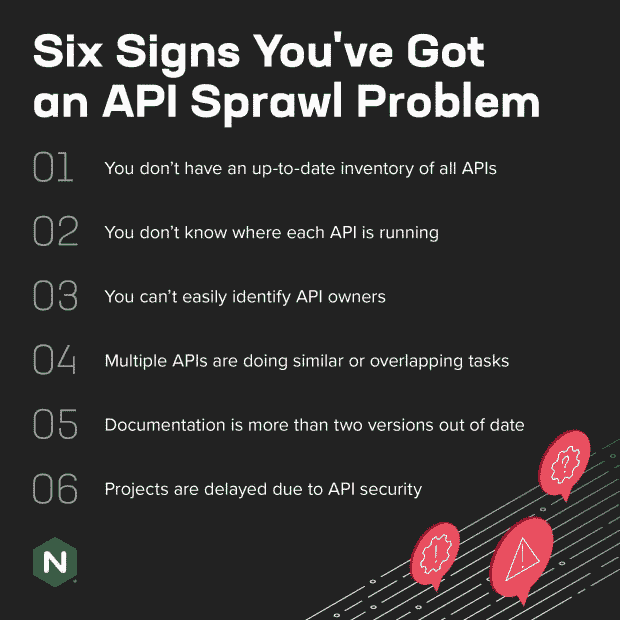 Six Signs You've Got
an API Sprawl Problem
01 You don’t have an up-to-date inventory of all APIs
02 You don’t know where each API is running
03 You can’t easily identify API owners
04 Multiple APIs are doing similar or overlapping tasks
05 Documentation is more than two versions out of date
06 Projects are delayed due to API security
?
!
!
N